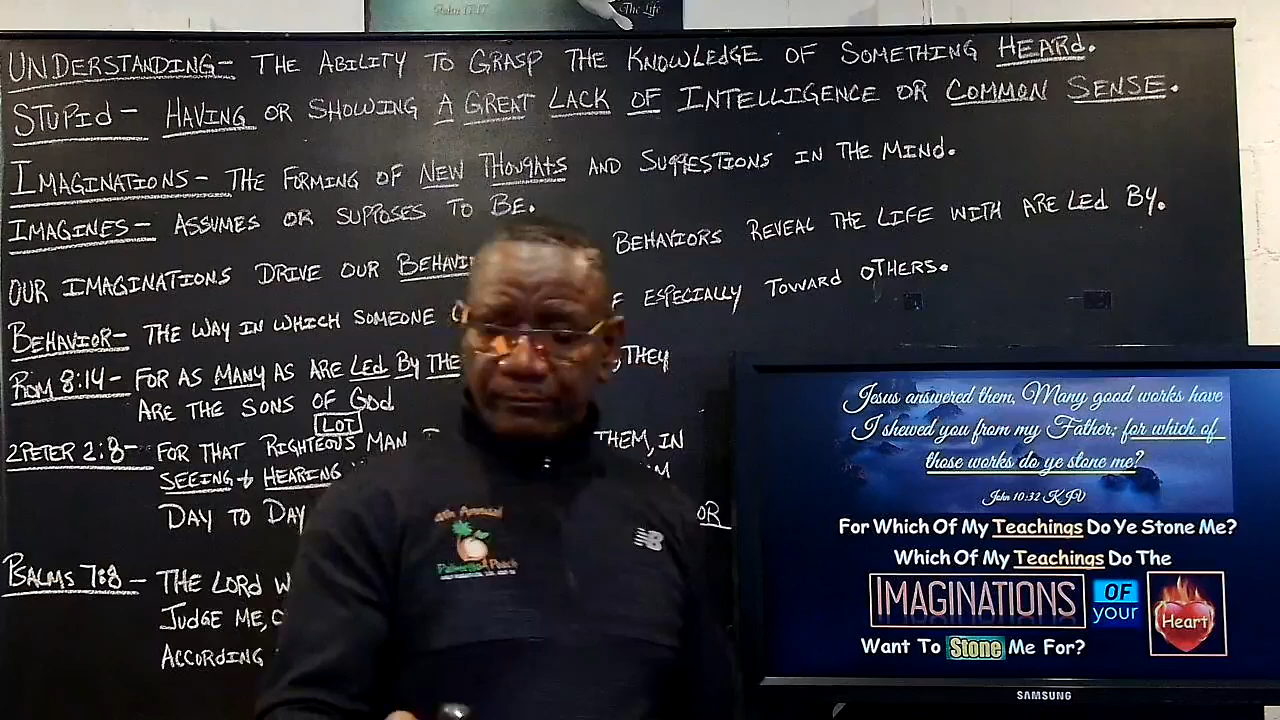 John 17:17
The Life
UNDERSTANDING- THE ABILITY TO GRASP THE KNOWLEDGE OF SOMETHING HEARD.
STUPID- HAVING OR SHOWING A GREAT LACK OF INTELLIGENCE OR COMMON SENSE.
IMAGINATIONS- THE FORMING OF NEW THOUGHTS AND SUGGESTIONS IN THE MIND.
IMAGINES- ASSUMES OR SUPPOSES TO BE.
OUR IMAGINATIONS DRIVE OUR BEHAVI BEHAVIORS REVEAL THE LIFE WITH ARE LED BY.
BEHAVIOR- THE WAY IN WHICH SOMEONE ESPECIALLY TOWARD OTHERS.
ROM 8:14- FOR AS MANY AS ARE LED BY THE , THEY
ARE THE SONS OF GOD
LOT
2PETER 2:8- FOR THAT RIGHTEOUS MAN THEM, IN
SEEING & HEARING
DAY TO DAY OR
PSALMS 7:8- THE LORD W
JUDGE ME, O
ACCORDING
4th Annual
Peach
NB
Jesus answered them, Many good works have
I shewed you from my Father; for which of
those works do ye stone me?
John 10:32 KJV
For Which Of My Teachings Do Ye Stone Me?
Which Of My Teachings Do The
IMAGINATIONS OF your Heart
Want To Stone Me For?
SAMSUNG